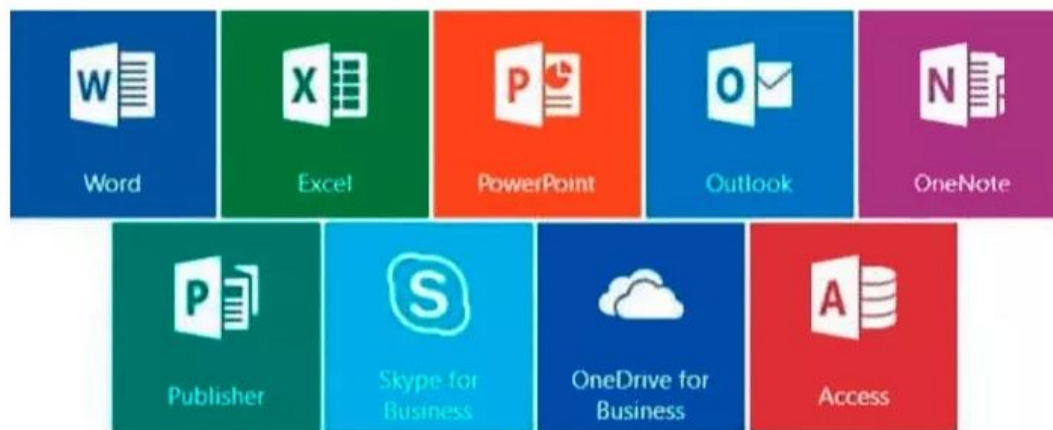 Word
Excel
PowerPoint
Outlook
OneNote
Publisher
Skype for
Business
OneDrive for
Business
Access